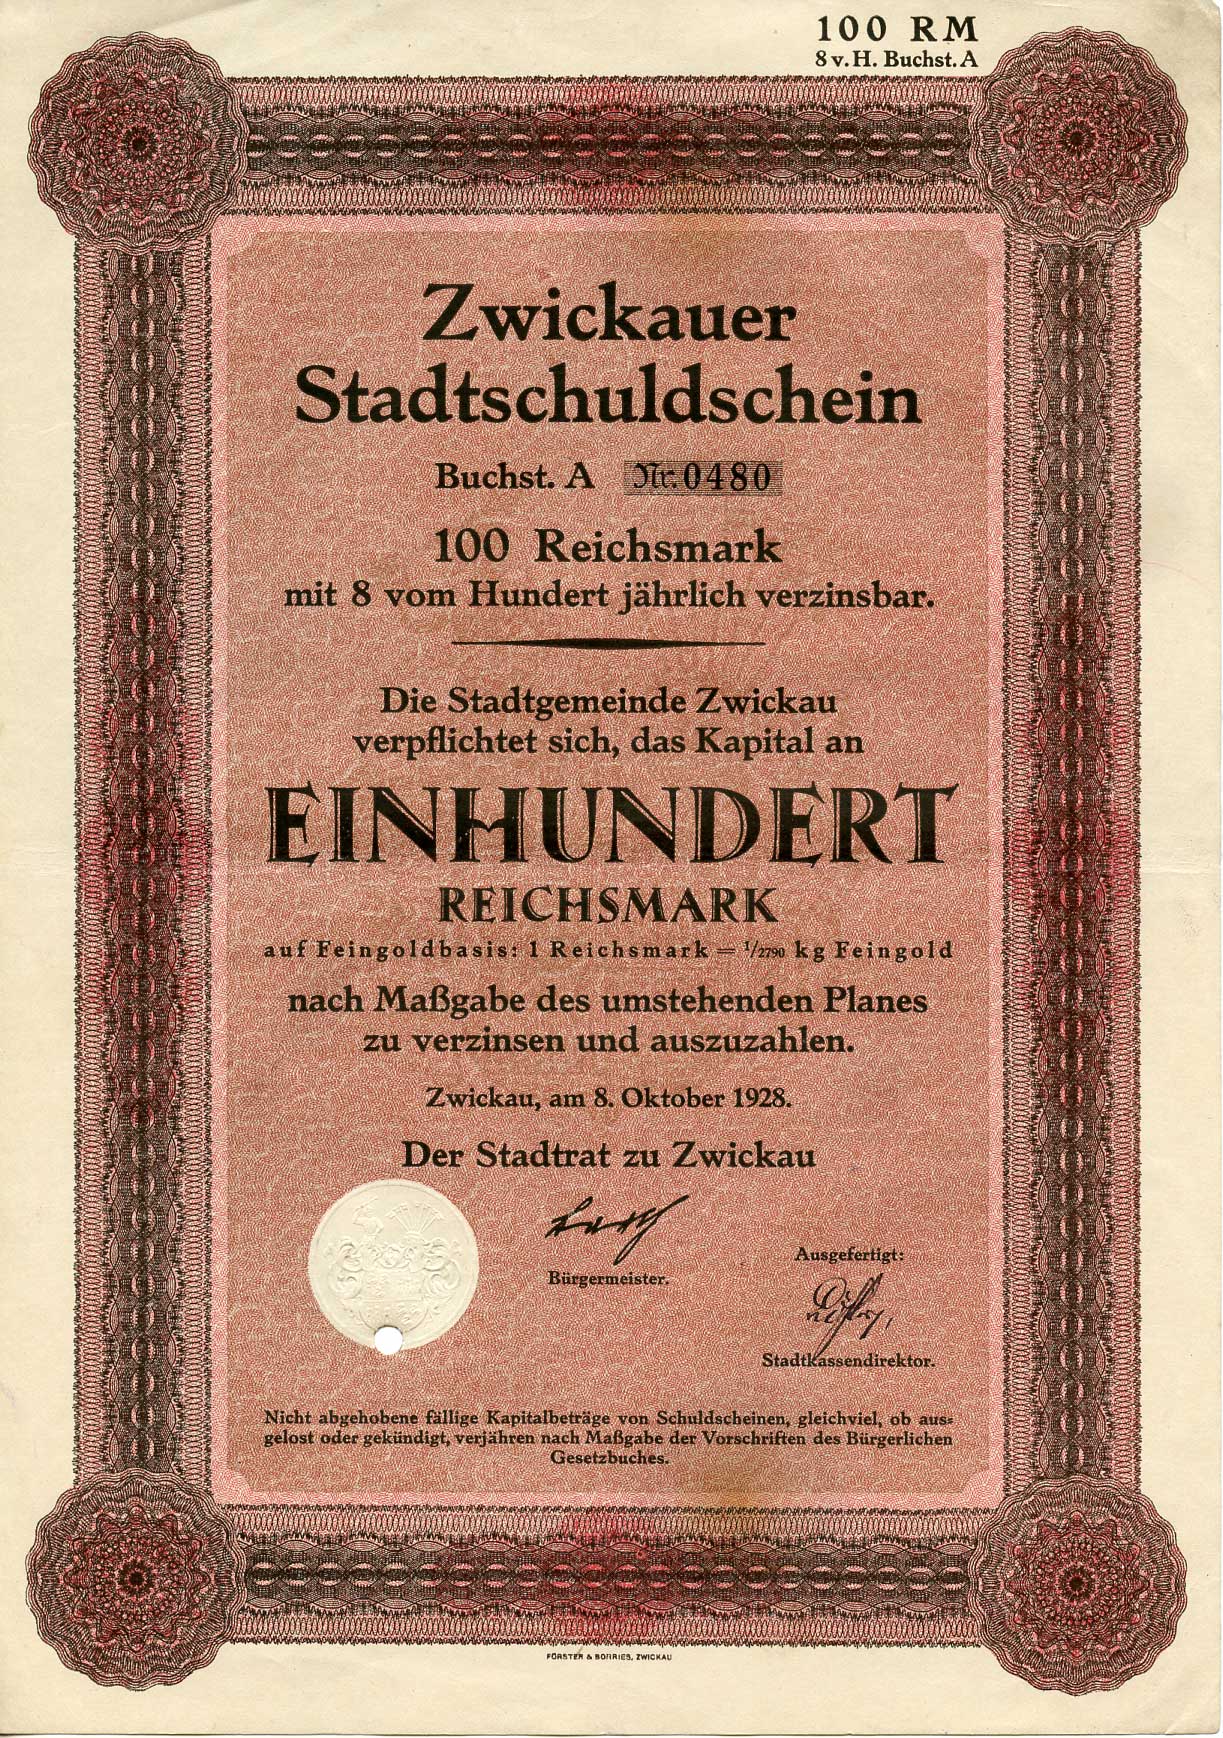 100 RM
8 v. H. Buchst. A
Zwickauer
Stadtschuldschein
Buchst. A Nr. 0480
100 Reichsmark
mit 8 vom Hundert jährlich verzinsbar.
Die Stadtgemeinde Zwickau
verpflichtet sich, das Kapital an
EINHUNDERT
REICHSMARK
auf Feingoldbasis: 1 Reichsmark = 1/2790 kg Feingold
nach Maßgabe des umstehenden Planes
zu verzinsen und auszuzahlen.
Zwickau, am 8. Oktober 1928.
Der Stadtrat zu Zwickau
Bürgermeister.
Ausgefertigt:
Stadtkassendirektor.
Nicht abgehobene fällige Kapitalbeträge von Schuldscheinen, gleichviel, ob aus=
gelost oder gekündigt, verjähren nach Maßgabe der Vorschriften des Bürgerlichen
Gesetzbuches.
FÖRSTER & BORRIES, ZWICKAU